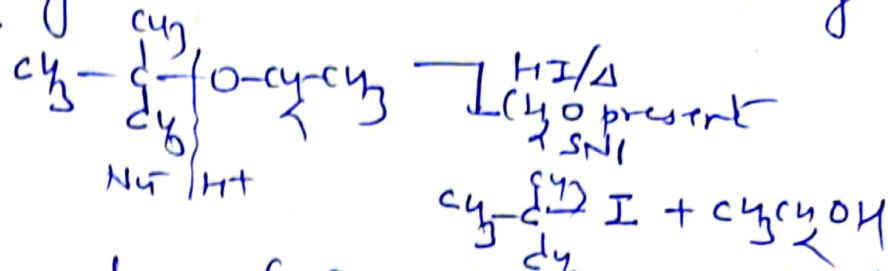 CH3
CH3-C-O-CH2-CH3 HI/Δ
CH3 H2O present
SN1
Nu- H+
CH3
CH3-C-I + CH3CH2OH
CH3